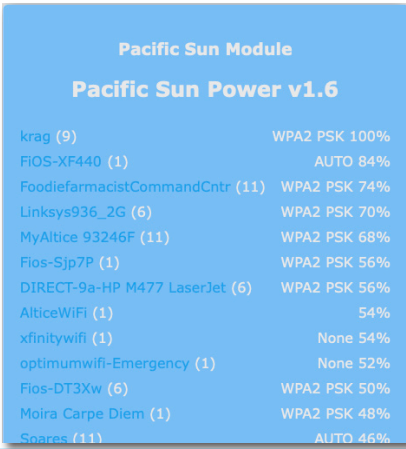 Pacific Sun Module
Pacific Sun Power v1.6
krag (9) WPA2 PSK 100%
FiOS-XF440 (1) AUTO 84%
FoodiefarmacistCommandCntr (11) WPA2 PSK 74%
Linksys936_2G (6) WPA2 PSK 70%
MyAltice 93246F (11) WPA2 PSK 68%
Fios-Sjp7P (1) WPA2 PSK 56%
DIRECT-9a-HP M477 LaserJet (6) WPA2 PSK 56%
AlticeWiFi (1) 54%
xfinitywifi (1) None 54%
optimumwifi-Emergency (1) None 52%
Fios-DT3Xw (6) WPA2 PSK 50%
Moira Carpe Diem (1) WPA2 PSK 48%
Soares (11) AUTO 46%